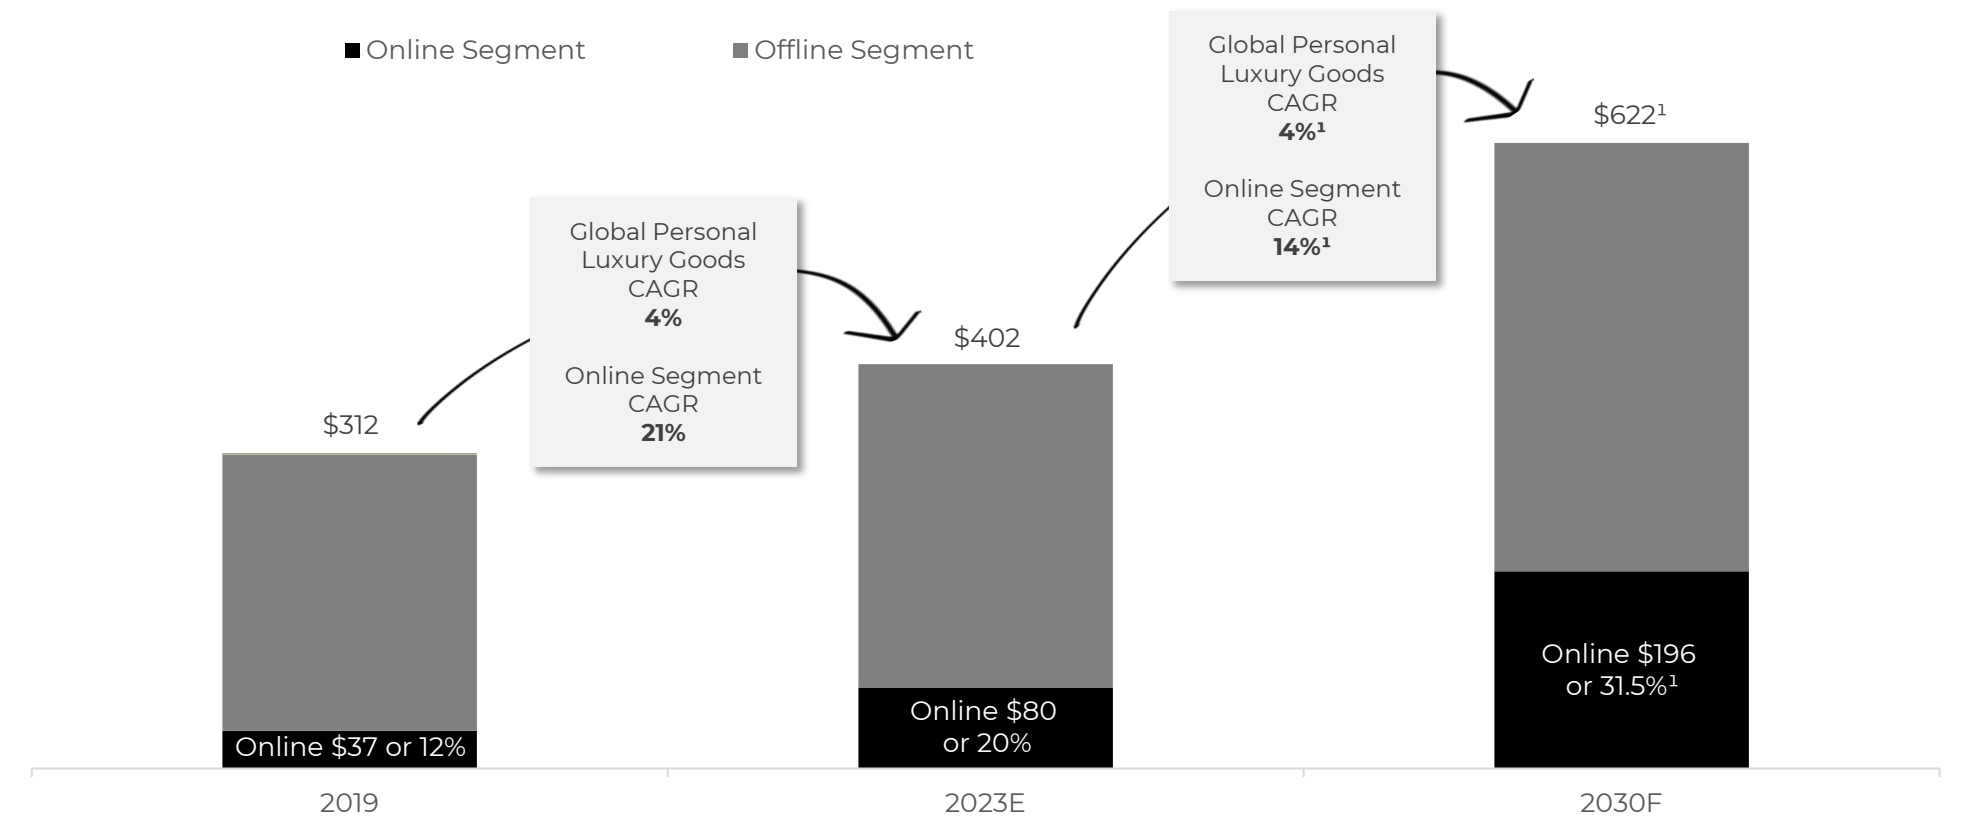 Online Segment
Offline Segment
Global Personal
Luxury Goods
CAGR
4%¹
Online Segment
CAGR
14%¹
$622¹
Global Personal
Luxury Goods
CAGR
4%
Online Segment
CAGR
21%
$402
$312
Online $37 or 12%
Online $80
or 20%
Online $196
or 31.5%¹
2019
2023E
2030F